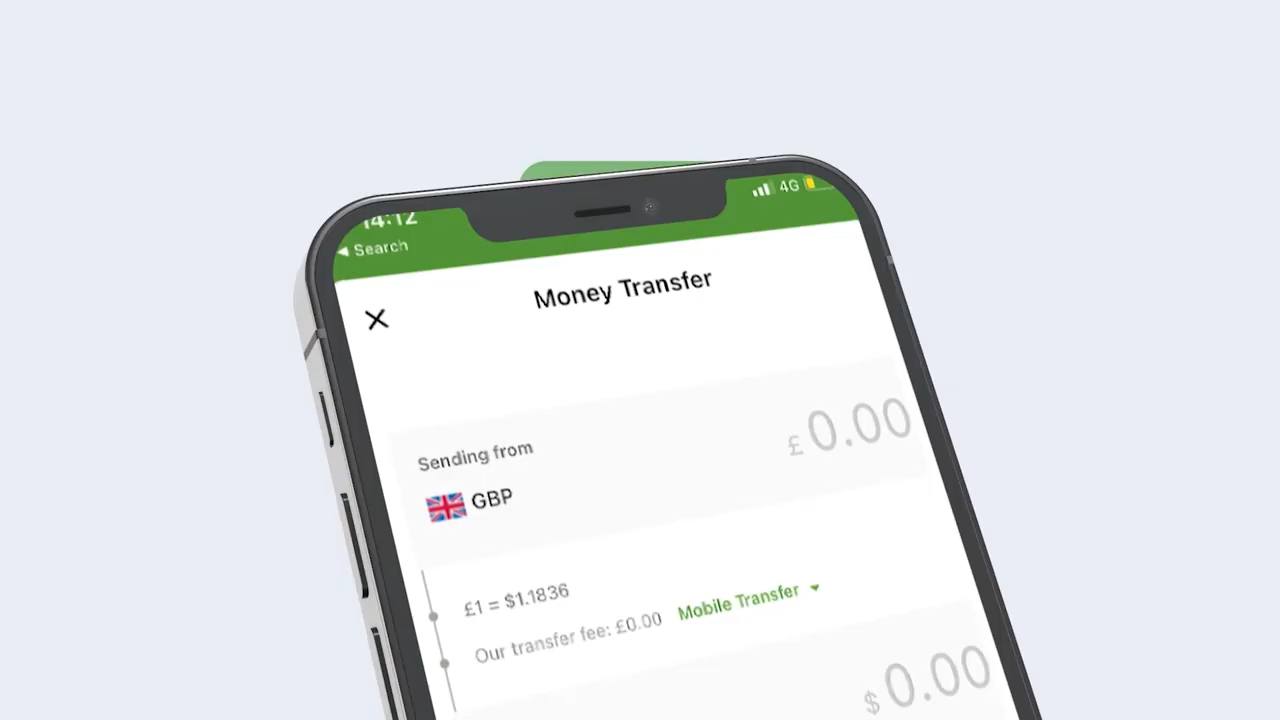 14:12
4G
◀ Search
Money Transfer
Sending from
£0.00
GBP
£1 = $1.1836
Our transfer fee: £0.00 Mobile Transfer
$0.00